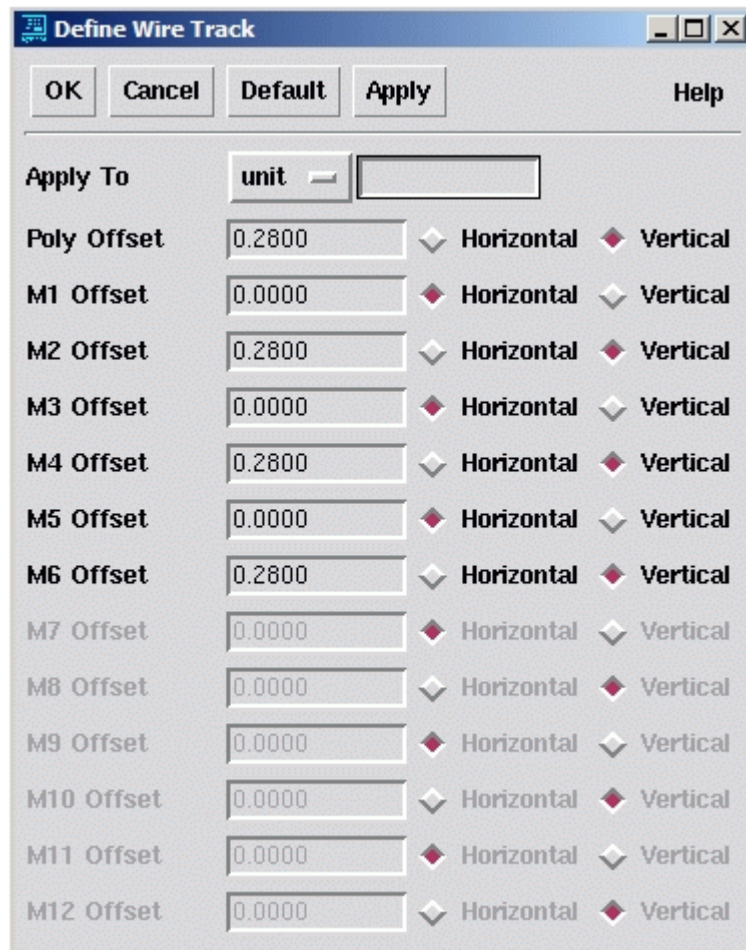 Define Wire Track
OK Cancel Default Apply Help
Apply To unit
Poly Offset 0.2800 Horizontal Vertical
M1 Offset 0.0000 Horizontal Vertical
M2 Offset 0.2800 Horizontal Vertical
M3 Offset 0.0000 Horizontal Vertical
M4 Offset 0.2800 Horizontal Vertical
M5 Offset 0.0000 Horizontal Vertical
M6 Offset 0.2800 Horizontal Vertical
M7 Offset 0.0000 Horizontal Vertical
M8 Offset 0.0000 Horizontal Vertical
M9 Offset 0.0000 Horizontal Vertical
M10 Offset 0.0000 Horizontal Vertical
M11 Offset 0.0000 Horizontal Vertical
M12 Offset 0.0000 Horizontal Vertical